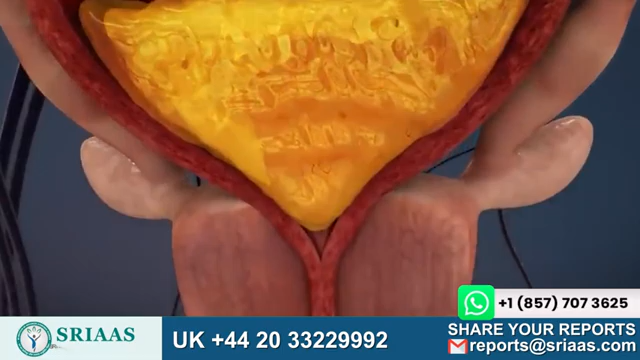 +1 (857) 707 3625
SRIAAS
UK +44 20 33229992
SHARE YOUR REPORTS
reports@sriaas.com